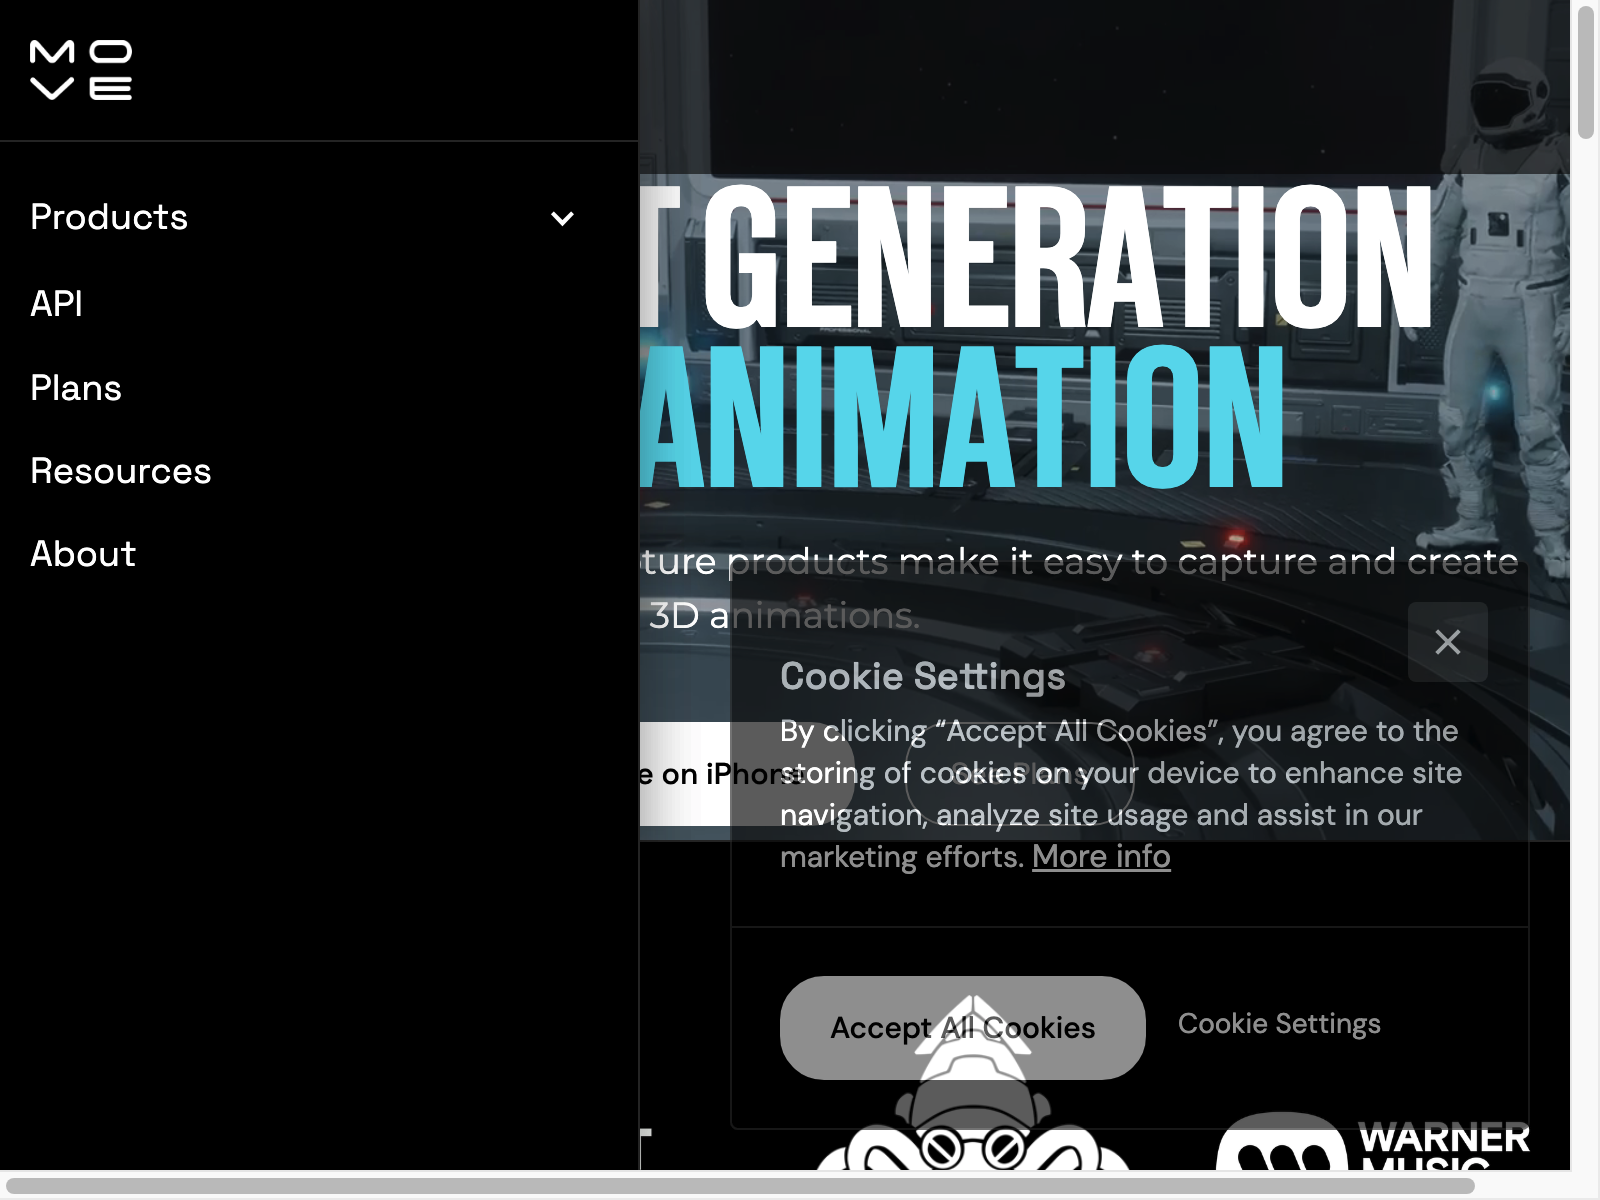 MOVE
Products
API
Plans
Resources
About
T GENERATION
ANIMATION
ture products make it easy to capture and create
3D animations.
e on iPhone
See Plans
Cookie Settings
By clicking “Accept All Cookies”, you agree to the
storing of cookies on your device to enhance site
navigation, analyze site usage and assist in our
marketing efforts. More info
Accept All Cookies
Cookie Settings
WARNER
MUSIC